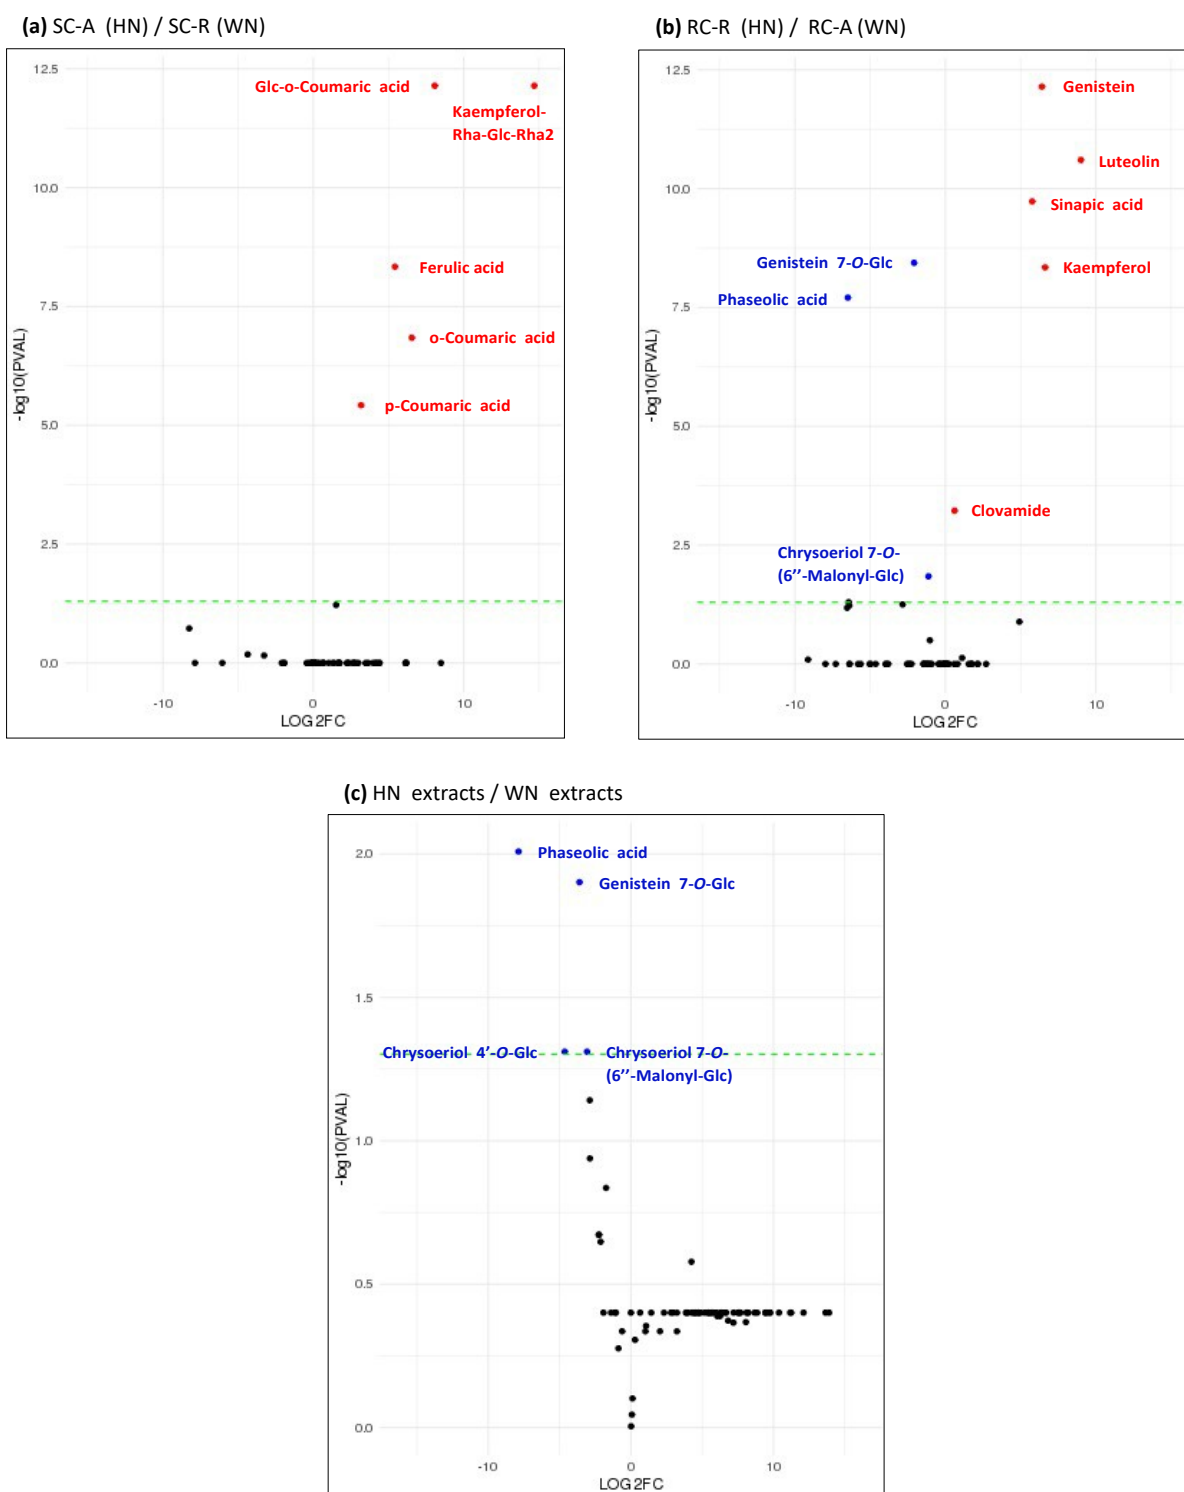 (a) SC-A (HN) / SC-R (WN)
12.5
Glc-o-Coumaric acid
Kaempferol-
Rha-Glc-Rha2
10.0
Ferulic acid
7.5
o-Coumaric acid
p-Coumaric acid
5.0
2.5
0.0
-log10(PVAL)
-10
0
10
LOG2FC
(b) RC-R (HN) / RC-A (WN)
12.5
Genistein
Luteolin
10.0
Sinapic acid
Genistein 7-O-Glc
Kaempferol
Phaseolic acid
7.5
5.0
Clovamide
2.5
Chrysoeriol 7-O-
(6’’-Malonyl-Glc)
0.0
-log10(PVAL)
-10
0
10
LOG2FC
(c) HN extracts / WN extracts
2.0
Phaseolic acid
Genistein 7-O-Glc
1.5
Chrysoeriol 4’-O-Glc
Chrysoeriol 7-O-
(6’’-Malonyl-Glc)
1.0
0.5
0.0
-log10(PVAL)
-10
0
10
LOG2FC